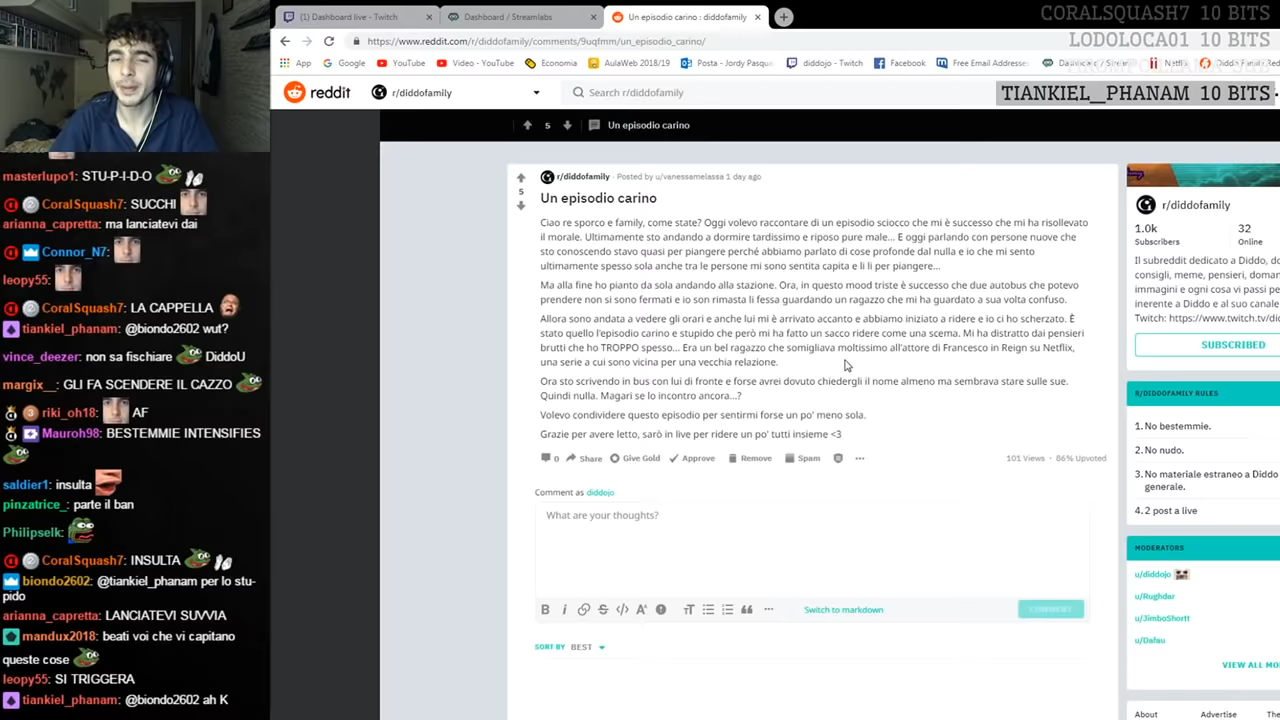 (1) Dashboard live - Twitch
Dashboard / Streamlabs
Un episodio carino : diddofamily
https://www.reddit.com/r/diddofamily/comments/9uqfmm/un_episodio_carino/
App
Google
YouTube
Video - YouTube
Economia
AulaWeb 2018/19
Posta - Jordy Pasqua
diddojo - Twitch
Facebook
Free Email Addresses
Dashboard / Stream
Netfli
CORALSQUASH7 10 BITS
LODOLOCA01 10 BITS
TIANKIEL_PHANAM 10 BITS
reddit
r/diddofamily
Search r/diddofamily
5
Un episodio carino
masterlupo1: STU-P-I-D-O
CoralSquash7: SUCCHI
arianna_capretta: ma lanciatevi dai
Connor_N7:
leopy55:
CoralSquash7: LA CAPPELLA
tiankiel_phanam: @biondo2602 wut?
vince_deezer: non sa fischiare DiddoU
margix__: GLI FA SCENDERE IL CAZZO
riki_oh18: AF
Mauroh98: BESTEMMIE INTENSIFIES
saldier1: insulta
pinzatrice_: parte il ban
Philipselk:
CoralSquash7: INSULTA
biondo2602: @tiankiel_phanam per lo stu-
pido
arianna_capretta: LANCIATEVI SUVVIA
mandux2018: beati voi che vi capitano
queste cose
leopy55: SI TRIGGERA
tiankiel_phanam: @biondo2602 ah K
5
r/diddofamily · Posted by u/vanessamelassa 1 day ago
Un episodio carino
Ciao re sporco e family, come state? Oggi volevo raccontare di un episodio sciocco che mi è successo che mi ha risollevato
il morale. Ultimamente sto andando a dormire tardissimo e riposo pure male... E oggi parlando con persone nuove che
sto conoscendo stavo quasi per piangere perché abbiamo parlato di cose profonde dal nulla e io che mi sento
ultimamente spesso sola anche tra le persone mi sono sentita capita e li li per piangere...
Ma alla fine ho pianto da sola andando alla stazione. Ora, in questo mood triste è successo che due autobus che potevo
prendere non si sono fermati e io son rimasta li fessa guardando un ragazzo che mi ha guardato a sua volta confuso.
Allora sono andata a vedere gli orari e anche lui mi è arrivato accanto e abbiamo iniziato a ridere e io ci ho scherzato. È
stato quello l'episodio carino e stupido che però mi ha fatto un sacco ridere come una scema. Mi ha distratto dai pensieri
brutti che ho TROPPO spesso... Era un bel ragazzo che somigliava moltissimo all'attore di Francesco in Reign su Netflix,
una serie a cui sono vicina per una vecchia relazione.
Ora sto scrivendo in bus con lui di fronte e forse avrei dovuto chiedergli il nome almeno ma sembrava stare sulle sue.
Quindi nulla. Magari se lo incontro ancora...?
Volevo condividere questo episodio per sentirmi forse un po' meno sola.
Grazie per avere letto, sarò in live per ridere un po' tutti insieme <3
0 Share Give Gold Approve Remove Spam ··· 101 Views · 86% Upvoted
Comment as diddojo
What are your thoughts?
Switch to markdown
COMMENT
SORT BY BEST
r/diddofamily
1.0k 32
Subscribers Online
Il subreddit dedicato a Diddo,
consigli, meme, pensieri, doman
immagini e ogni cosa vi passi pe
inerente a Diddo e al suo canale
Twitch: https://www.twitch.tv/did
SUBSCRIBED
R/DIDDOFAMILY RULES
1. No bestemmie.
2. No nudo.
3. No materiale estraneo a Diddo
generale.
4. 2 post a live
MODERATORS
u/diddojo
u/Rughdar
u/JimboShortt
u/Dafau
VIEW ALL MO
About Advertise The